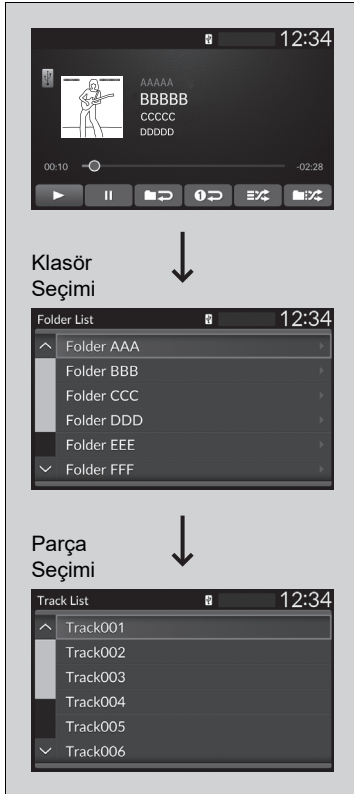 12:34
AAAAA
BBBBB
CCCCC
DDDDD
00:10 -02:28
1
Klasör
Seçimi
Folder List 12:34
Folder AAA
Folder BBB
Folder CCC
Folder DDD
Folder EEE
Folder FFF
Parça
Seçimi
Track List 12:34
Track001
Track002
Track003
Track004
Track005
Track006